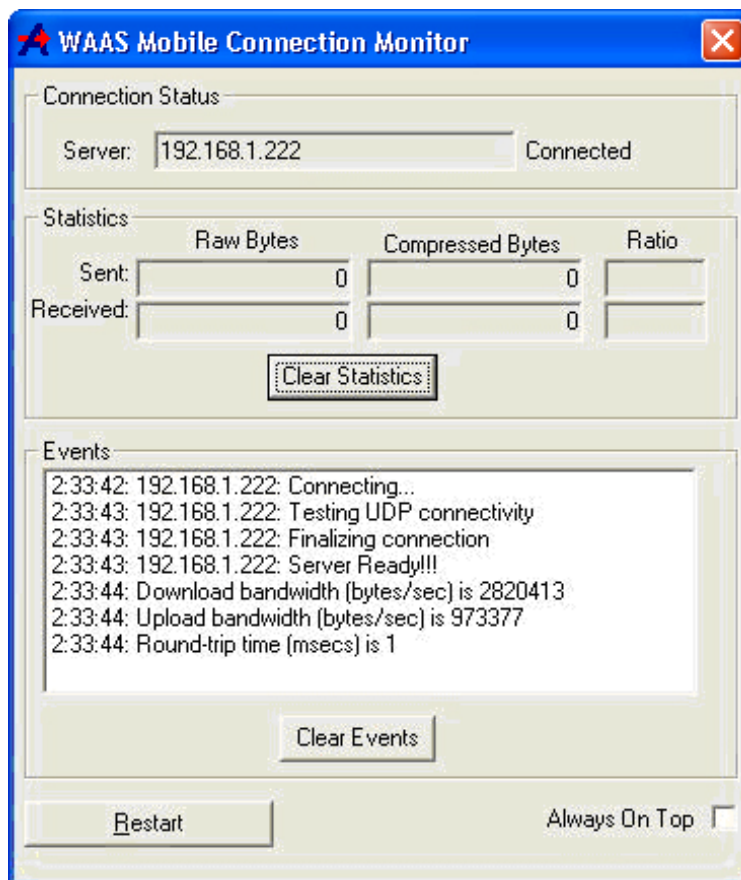 WAAS Mobile Connection Monitor
Connection Status
Server: 192.168.1.222 Connected
Statistics
Raw Bytes Compressed Bytes Ratio
Sent: 0 0
Received: 0 0
Clear Statistics
Events
2:33:42: 192.168.1.222: Connecting...
2:33:43: 192.168.1.222: Testing UDP connectivity
2:33:43: 192.168.1.222: Finalizing connection
2:33:43: 192.168.1.222: Server Ready!!!
2:33:44: Download bandwidth (bytes/sec) is 2820413
2:33:44: Upload bandwidth (bytes/sec) is 973377
2:33:44: Round-trip time (msecs) is 1
Clear Events
Restart Always On Top